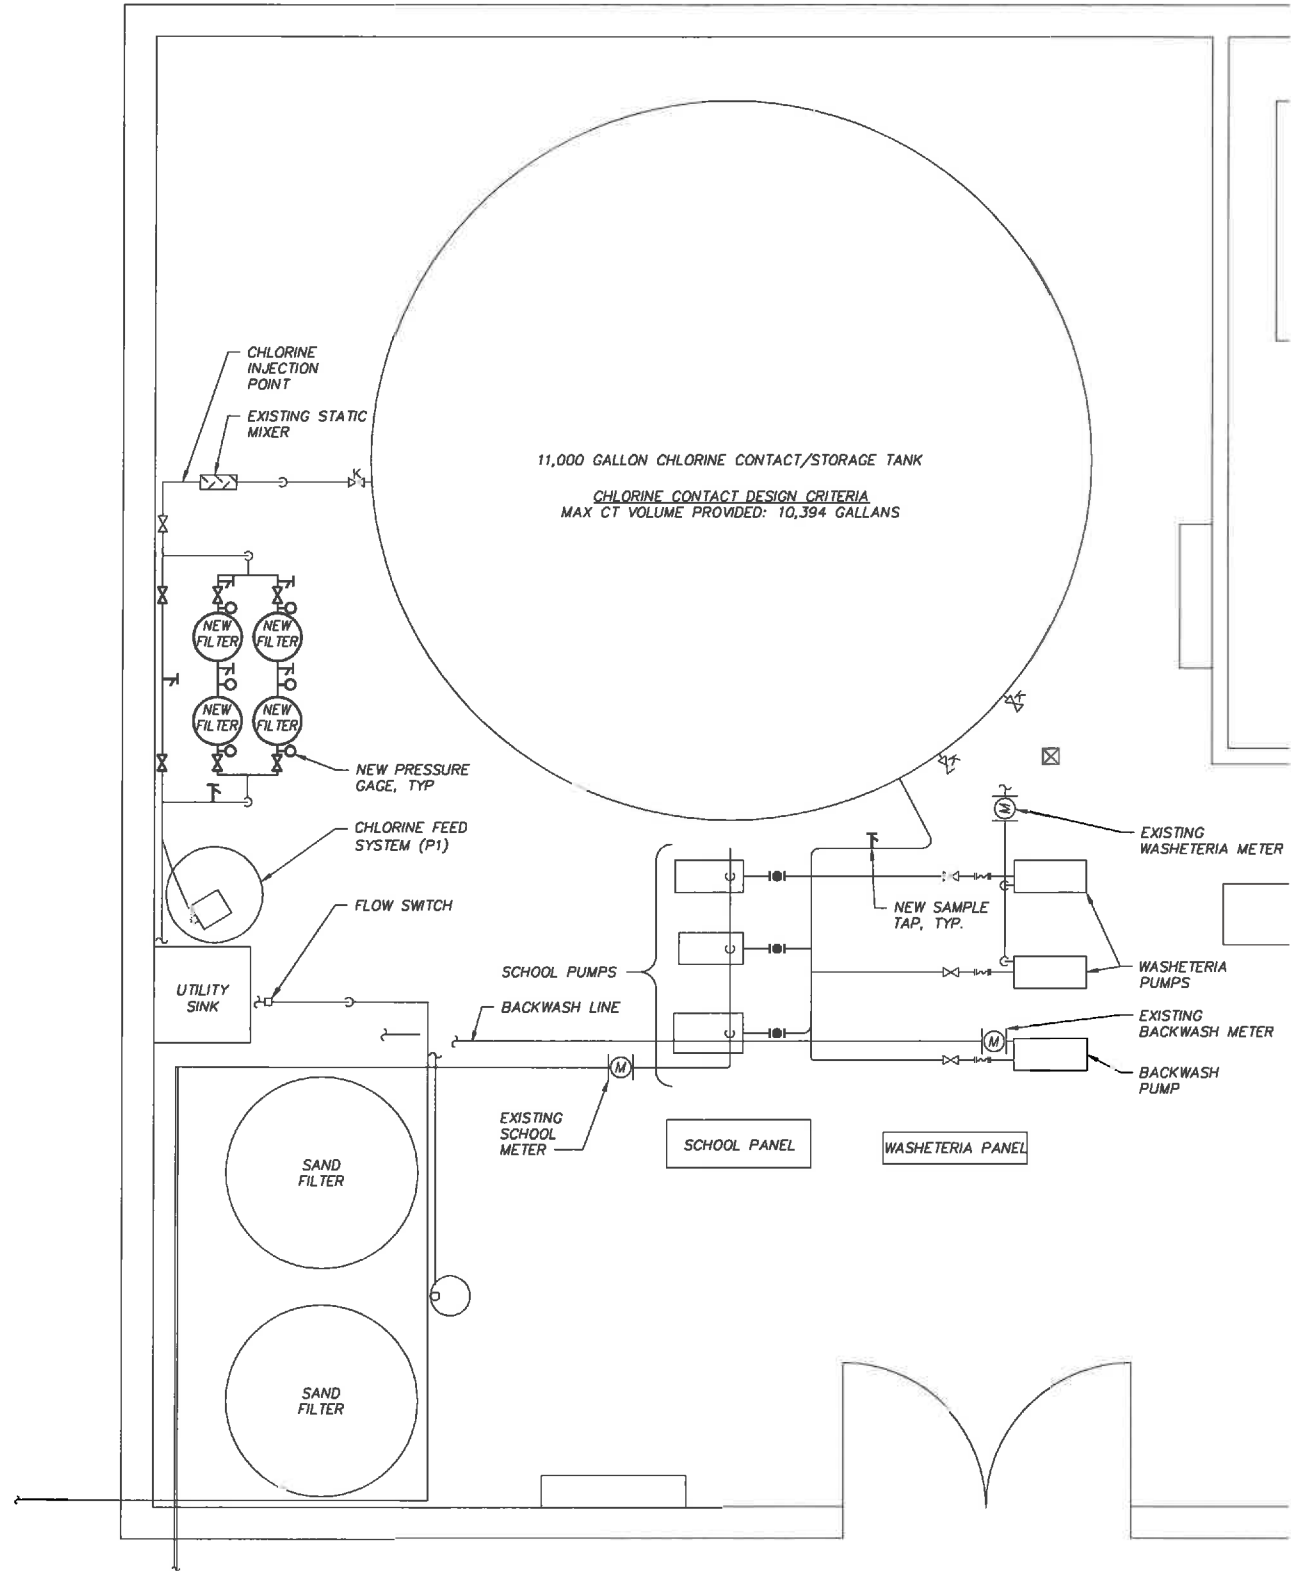 CHLORINE
INJECTION
POINT
EXISTING STATIC
MIXER
K
11,000 GALLON CHLORINE CONTACT/STORAGE TANK
CHLORINE CONTACT DESIGN CRITERIA
MAX CT VOLUME PROVIDED: 10,394 GALLANS
NEW
FILTER
NEW
FILTER
NEW
FILTER
NEW
FILTER
K
K
NEW PRESSURE
GAGE, TYP
M
EXISTING
WASHETERIA METER
CHLORINE FEED
SYSTEM (P1)
FLOW SWITCH
NEW SAMPLE
TAP, TYP.
SCHOOL PUMPS
WASHETERIA
PUMPS
UTILITY
SINK
BACKWASH LINE
EXISTING
BACKWASH METER
M
M
BACKWASH
PUMP
EXISTING
SCHOOL
METER
SCHOOL PANEL
WASHETERIA PANEL
SAND
FILTER
SAND
FILTER